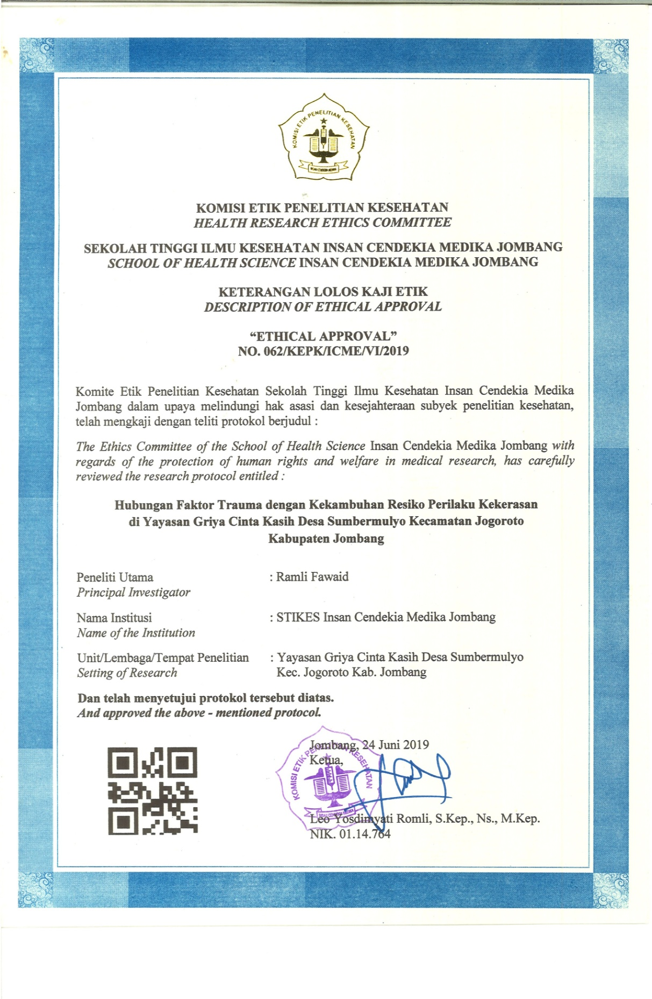 KOMISI ETIK PENELITIAN KESEHATAN
INSAN CENDEKIA MEDIKA
KOMISI ETIK PENELITIAN KESEHATAN
HEALTH RESEARCH ETHICS COMMITTEE
SEKOLAH TINGGI ILMU KESEHATAN INSAN CENDEKIA MEDIKA JOMBANG
SCHOOL OF HEALTH SCIENCE INSAN CENDEKIA MEDIKA JOMBANG
KETERANGAN LOLOS KAJI ETIK
DESCRIPTION OF ETHICAL APPROVAL
“ETHICAL APPROVAL”
NO. 062/KEPK/ICME/VI/2019
Komite Etik Penelitian Kesehatan Sekolah Tinggi Ilmu Kesehatan Insan Cendekia Medika
Jombang dalam upaya melindungi hak asasi dan kesejahteraan subyek penelitian kesehatan,
telah mengkaji dengan teliti protokol berjudul :
The Ethics Committee of the School of Health Science Insan Cendekia Medika Jombang with
regards of the protection of human rights and welfare in medical research, has carefully
reviewed the research protocol entitled :
Hubungan Faktor Trauma dengan Kekambuhan Resiko Perilaku Kekerasan
di Yayasan Griya Cinta Kasih Desa Sumbermulyo Kecamatan Jogoroto
Kabupaten Jombang
Peneliti Utama : Ramli Fawaid
Principal Investigator
Nama Institusi : STIKES Insan Cendekia Medika Jombang
Name of the Institution
Unit/Lembaga/Tempat Penelitian : Yayasan Griya Cinta Kasih Desa Sumbermulyo
Setting of Research Kec. Jogoroto Kab. Jombang
Dan telah menyetujui protokol tersebut diatas.
And approved the above - mentioned protocol.
Jombang, 24 Juni 2019
Ketua,
KOMISI ETIK PENELITIAN KESEHATAN
INSAN CENDEKIA MEDIKA
Leo Yosdimyati Romli, S.Kep., Ns., M.Kep.
NIK. 01.14.764